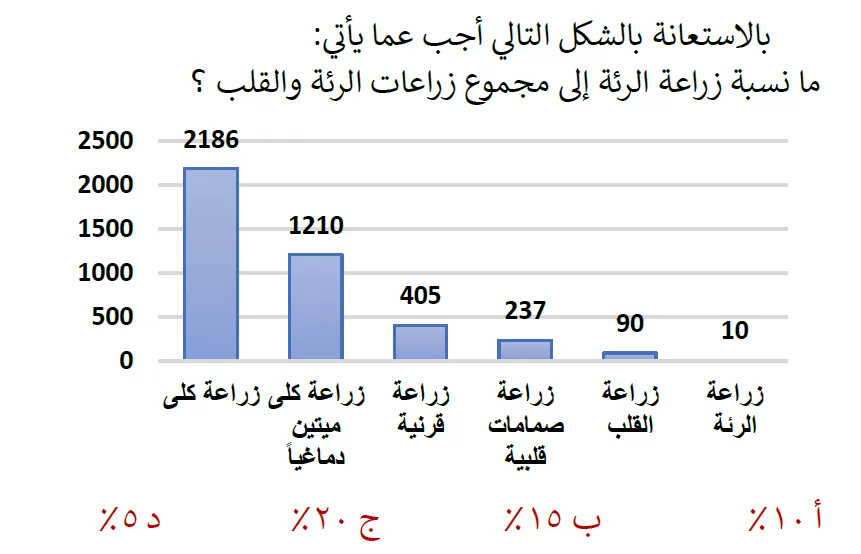 بالاستعانة بالشكل التالي أجب عما يأتي:
ما نسبة زراعة الرئة إلى مجموع زراعات الرئة والقلب ؟
2500
2000
1500
1000
500
0
2186
1210
405
237
90
10
زراعة كلى
زراعة كلى
ميتين
دماغياً
زراعة
قرنية
زراعة
صمامات
قلبية
زراعة
القلب
زراعة
الرئة
أ ١٠٪
ب ١٥٪
ج ٢٠٪
د ٥٪